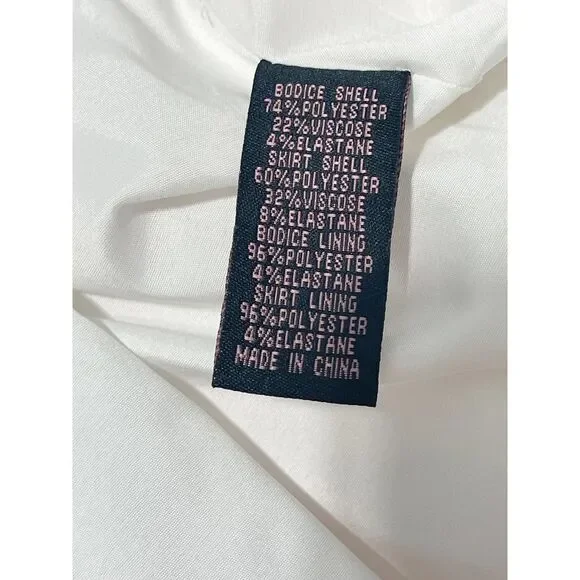 BODICE SHELL
74%POLYESTER
22%VISCOSE
4%ELASTANE
SKIRT SHELL
60%POLYESTER
32%VISCOSE
8%ELASTANE
BODICE LINING
96%POLYESTER
4%ELASTANE
SKIRT LINING
96%POLYESTER
4%ELASTANE
MADE IN CHINA